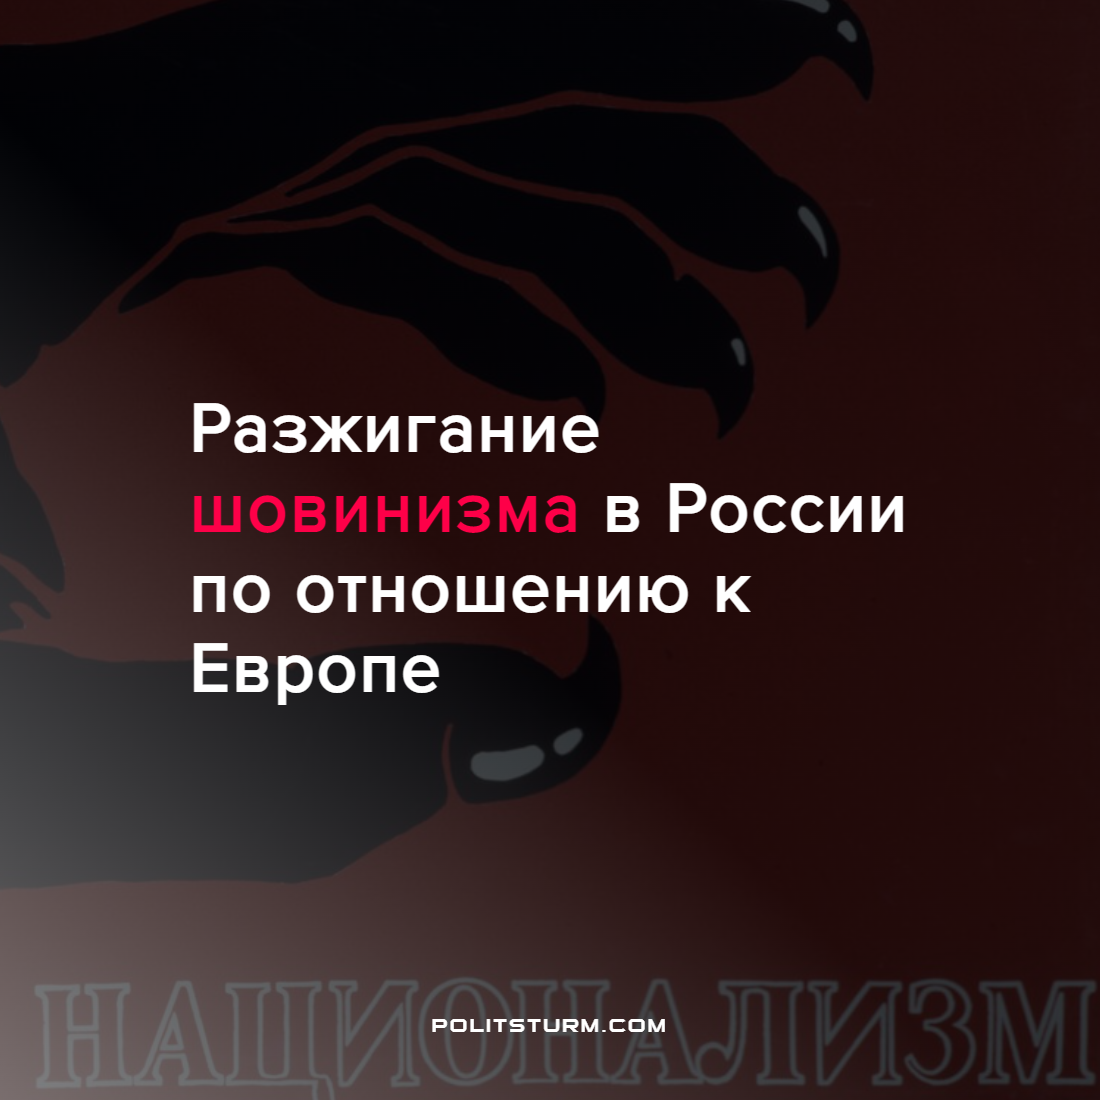 Разжигание
шовинизма в России
по отношению к
Европе
POLITSTURM.COM
НАЦИОНАЛИЗМ